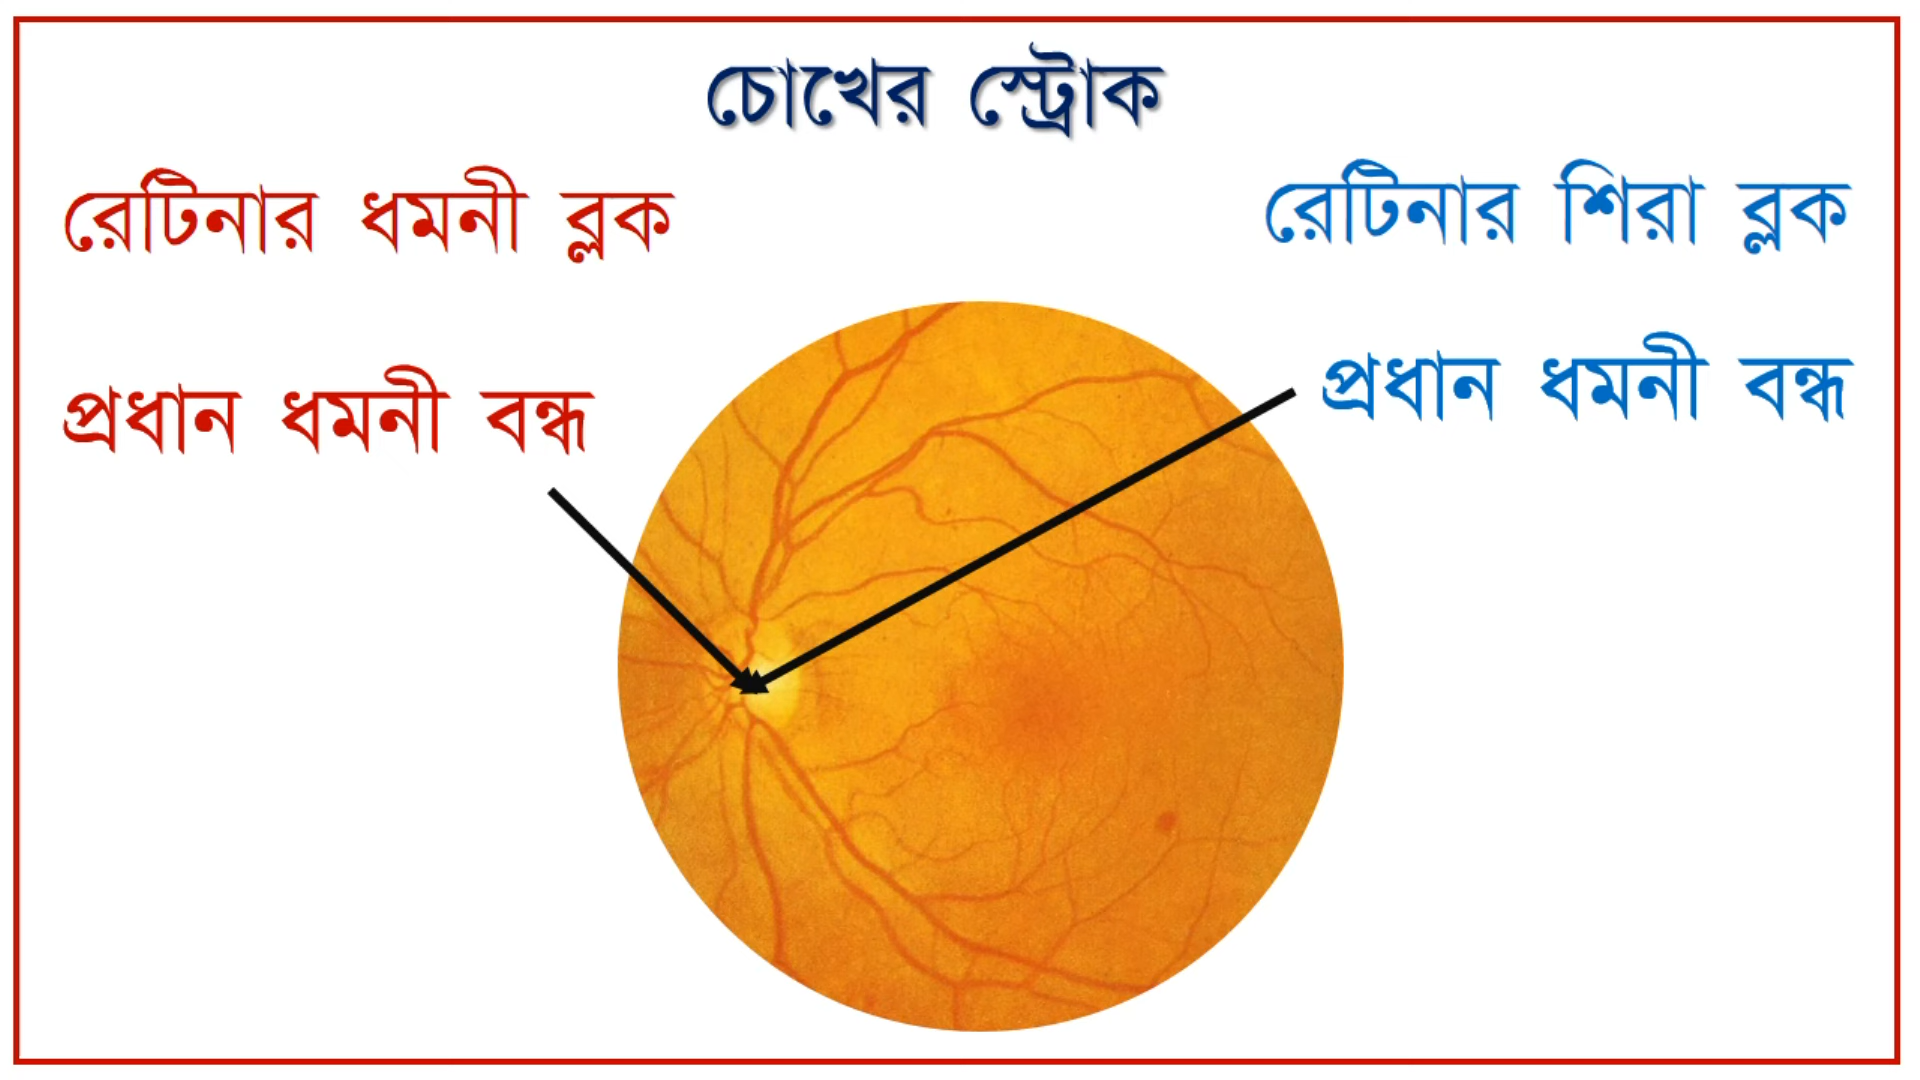 চোখের স্ট্রোক
রেটিনার ধমনী ব্লক
রেটিনার শিরা ব্লক
প্রধান ধমনী বন্ধ
প্রধান ধমনী বন্ধ